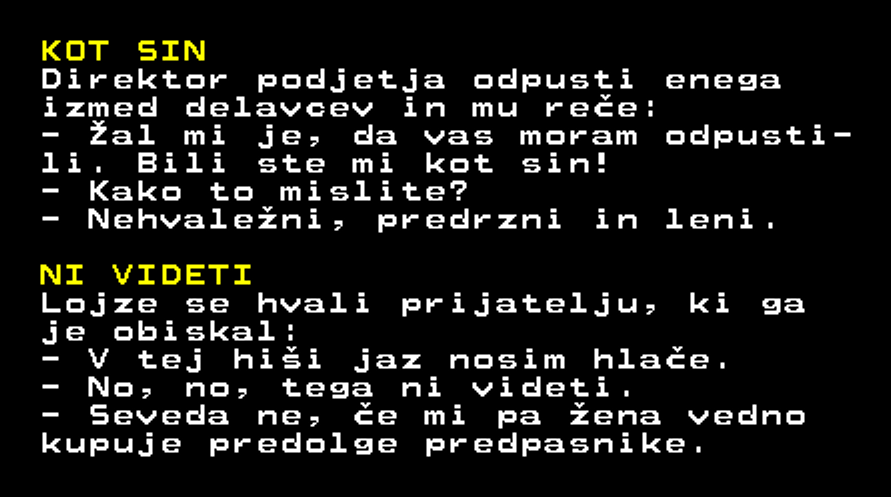 KOT SIN
Direktor podjetja odpusti enega
izmed delavcev in mu reče:
- Žal mi je, da vas moram odpusti-
li. Bili ste mi kot sin!
- Kako to mislite?
- Nehvaležni, predrzni in leni.
NI VIDETI
Lojze se hvali prijatelju, ki ga
je obiskal:
- V tej hiši jaz nosim hlače.
- No, no, tega ni videti.
- Seveda ne, če mi pa žena vedno
kupuje predolge predpasnike.